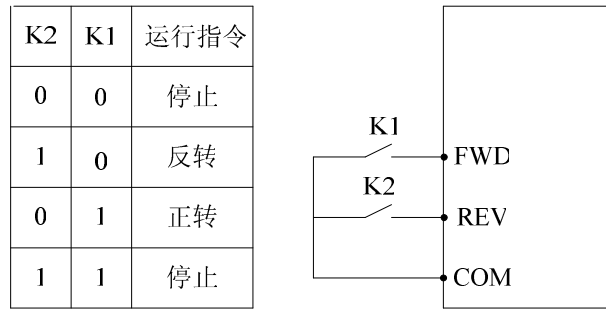 K2 K1 运行指令
0 0 停止
1 0 反转
0 1 正转
1 1 停止
K1
FWD
K2
REV
COM